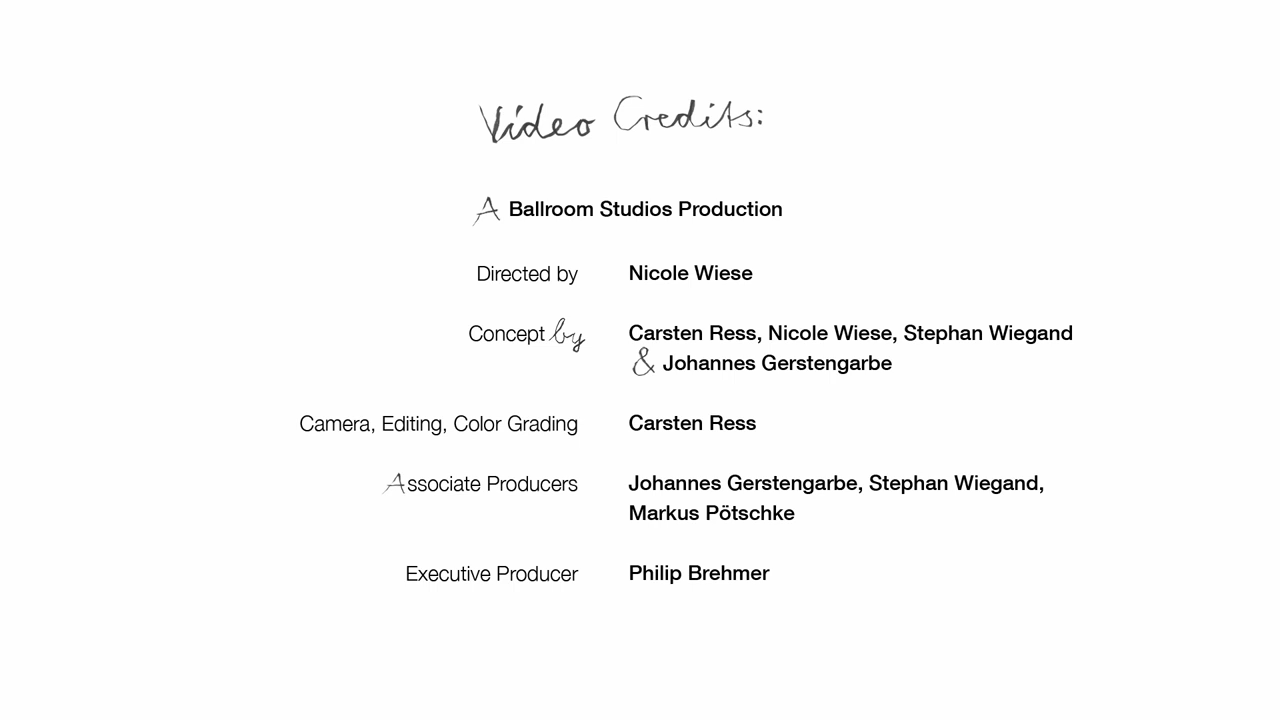 Video Credits:
A Ballroom Studios Production
Directed by Nicole Wiese
Concept by Carsten Ress, Nicole Wiese, Stephan Wiegand
& Johannes Gerstengarbe
Camera, Editing, Color Grading Carsten Ress
Associate Producers Johannes Gerstengarbe, Stephan Wiegand,
Markus Pötschke
Executive Producer Philip Brehmer